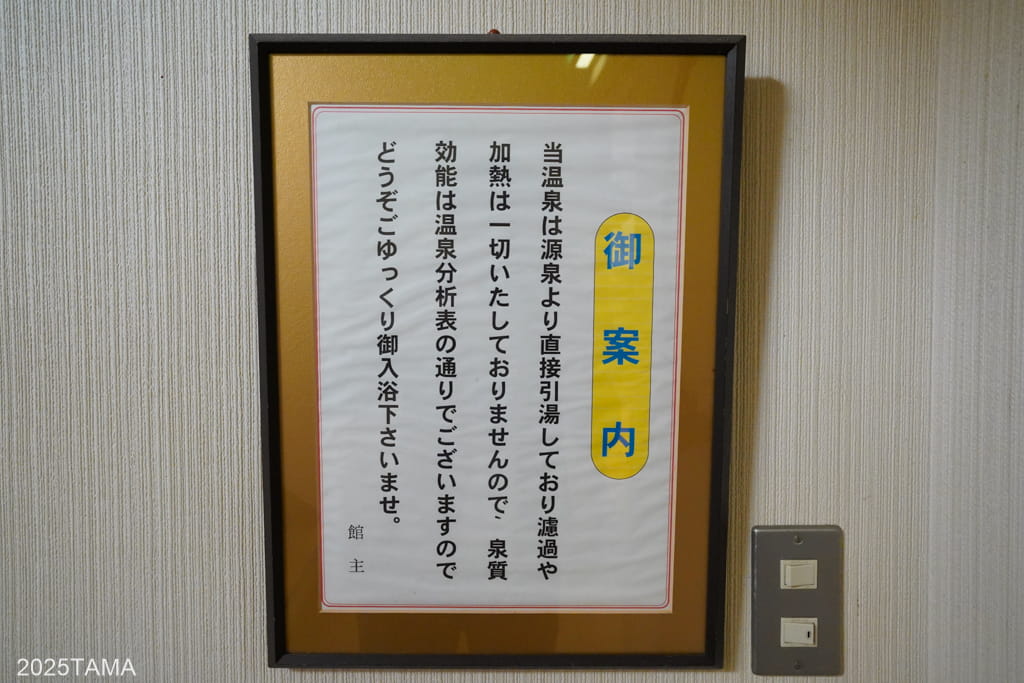 御案内
当温泉は源泉より直接引湯しており濾過や
加熱は一切いたしておりませんので、泉質
効能は温泉分析表の通りでございますので
どうぞごゆっくり御入浴下さいませ。
館主
2025TAMA